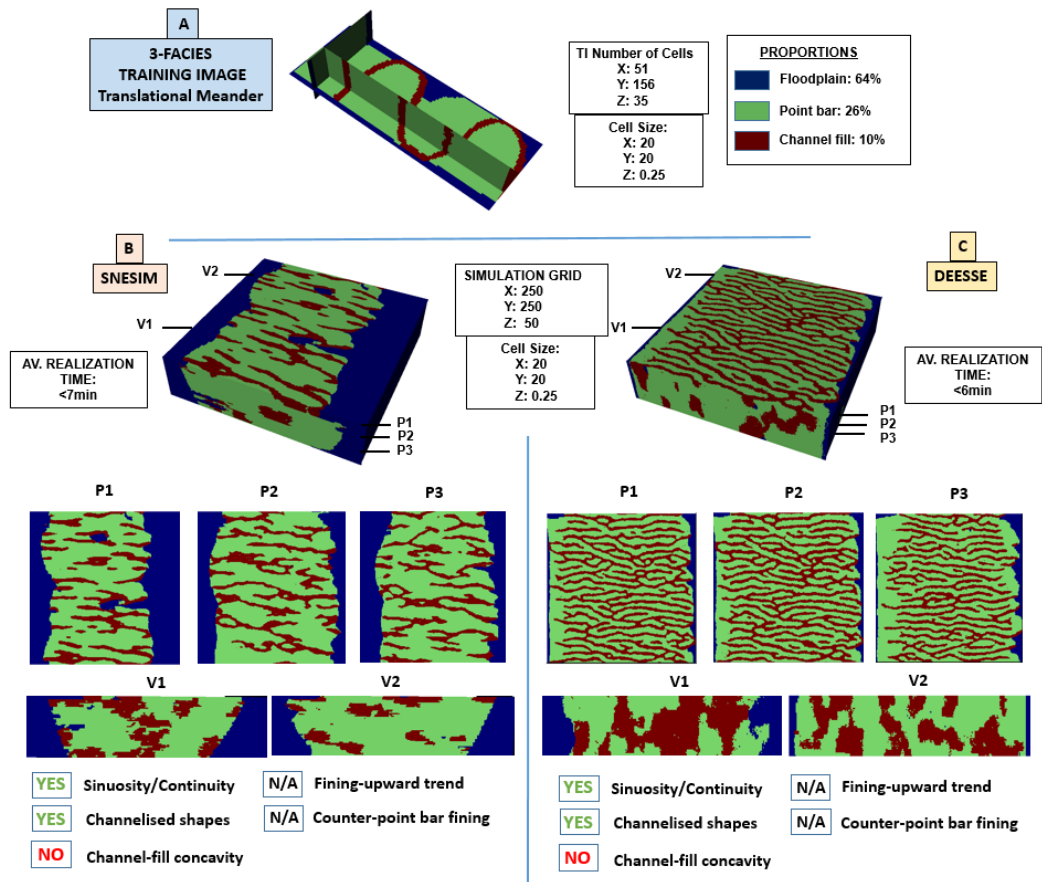 A
3-FACIES
TRAINING IMAGE
Translational Meander
TI Number of Cells
X: 51
Y: 156
Z: 35
Cell Size:
X: 20
Y: 20
Z: 0.25
PROPORTIONS
Floodplain: 64%
Point bar: 26%
Channel fill: 10%
B
SNESIM
V2
V1
AV. REALIZATION
TIME:
<7min
P1
P2
P3
SIMULATION GRID
X: 250
Y: 250
Z: 50
Cell Size:
X: 20
Y: 20
Z: 0.25
C
DEESSE
V2
V1
AV. REALIZATION
TIME:
<6min
P1
P2
P3
P1 P2 P3
V1 V2
YES Sinuosity/Continuity N/A Fining-upward trend
YES Channelised shapes N/A Counter-point bar fining
NO Channel-fill concavity
P1 P2 P3
V1 V2
YES Sinuosity/Continuity N/A Fining-upward trend
YES Channelised shapes N/A Counter-point bar fining
NO Channel-fill concavity